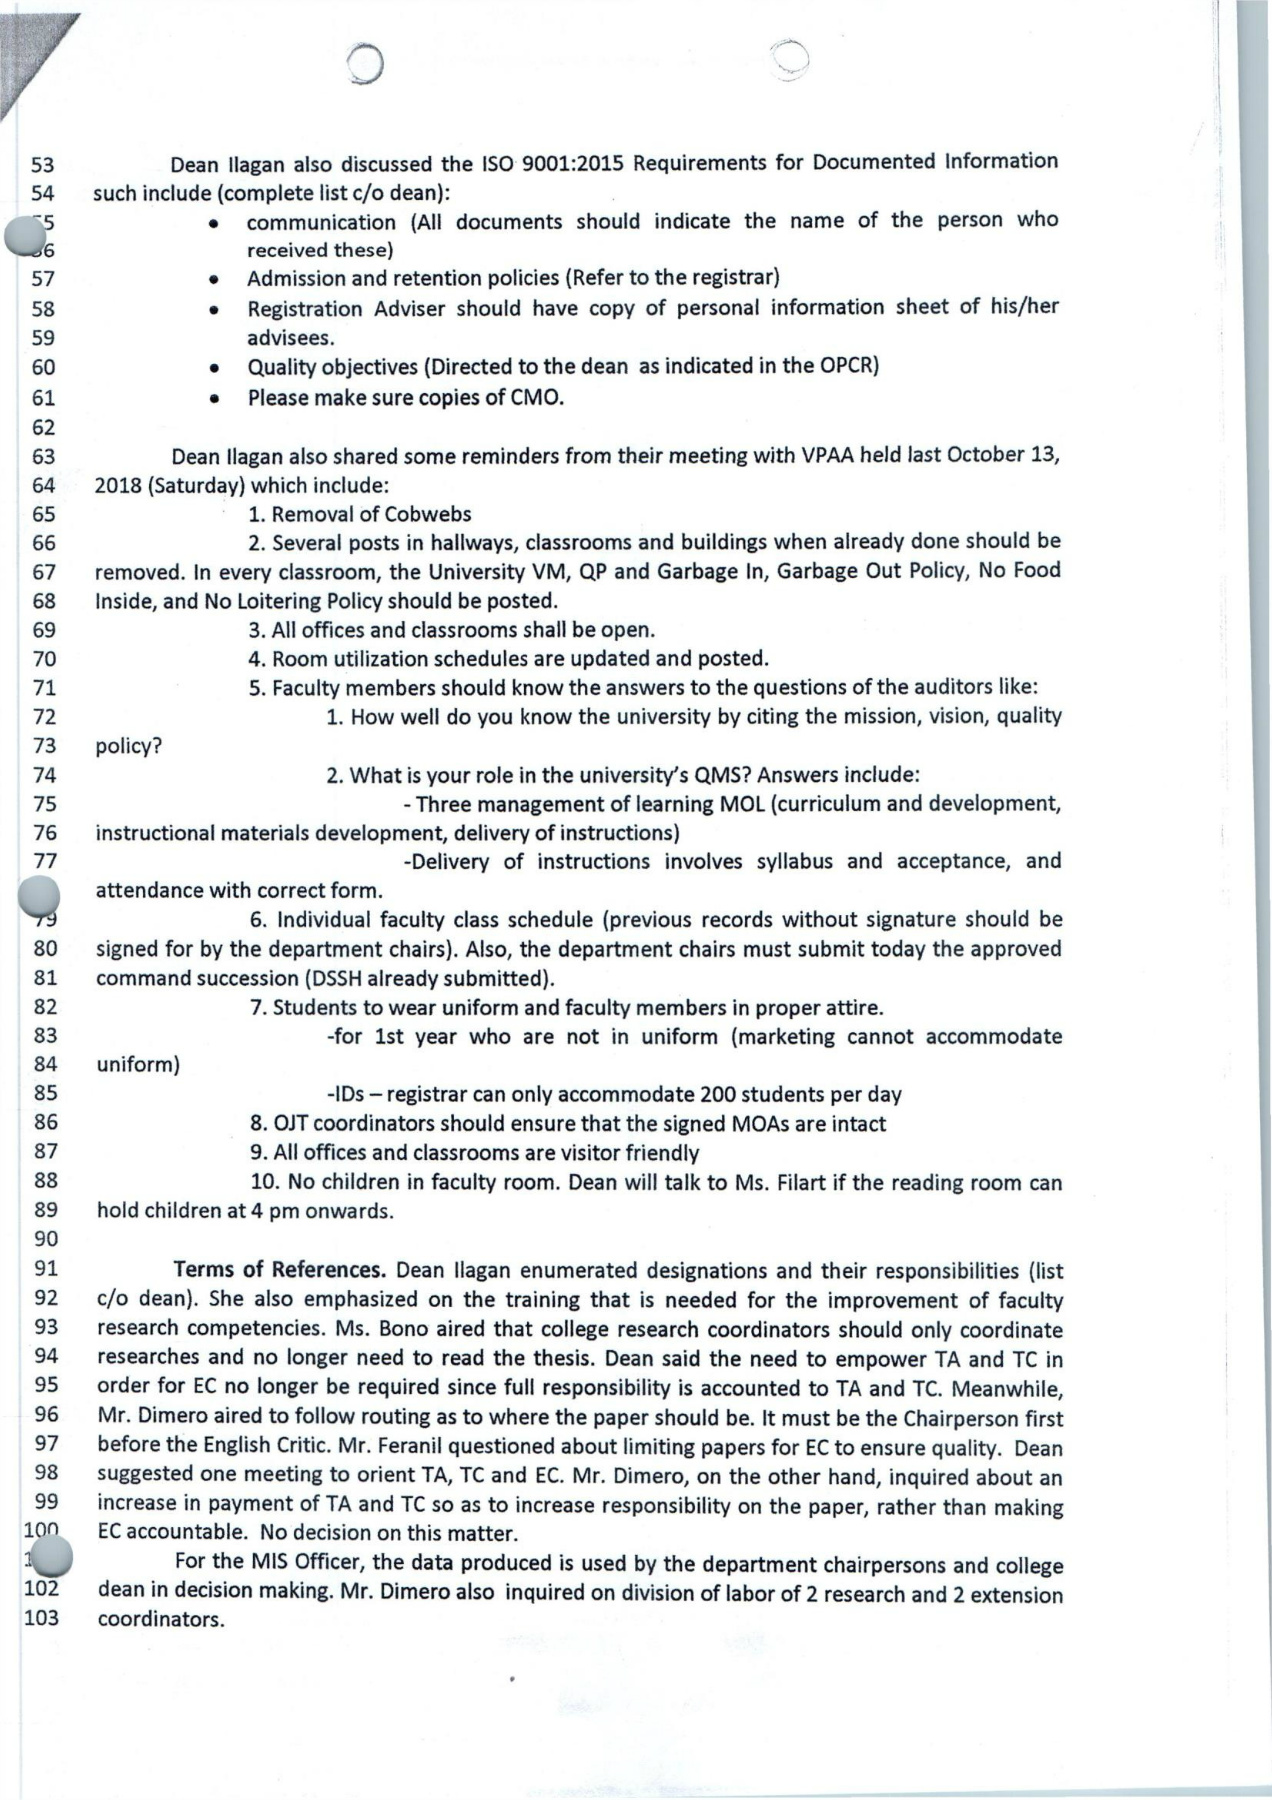 53 Dean Ilagan also discussed the ISO 9001:2015 Requirements for Documented Information
54 such include (complete list c/o dean):
5 • communication (All documents should indicate the name of the person who
6 received these)
57 • Admission and retention policies (Refer to the registrar)
58 • Registration Adviser should have copy of personal information sheet of his/her
59 advisees.
60 • Quality objectives (Directed to the dean as indicated in the OPCR)
61 • Please make sure copies of CMO.
62
63 Dean Ilagan also shared some reminders from their meeting with VPAA held last October 13,
64 2018 (Saturday) which include:
65 1. Removal of Cobwebs
66 2. Several posts in hallways, classrooms and buildings when already done should be
67 removed. In every classroom, the University VM, QP and Garbage In, Garbage Out Policy, No Food
68 Inside, and No Loitering Policy should be posted.
69 3. All offices and classrooms shall be open.
70 4. Room utilization schedules are updated and posted.
71 5. Faculty members should know the answers to the questions of the auditors like:
72 1. How well do you know the university by citing the mission, vision, quality
73 policy?
74 2. What is your role in the university's QMS? Answers include:
75 - Three management of learning MOL (curriculum and development,
76 instructional materials development, delivery of instructions)
77 -Delivery of instructions involves syllabus and acceptance, and
attendance with correct form.
79 6. Individual faculty class schedule (previous records without signature should be
80 signed for by the department chairs). Also, the department chairs must submit today the approved
81 command succession (DSSH already submitted).
82 7. Students to wear uniform and faculty members in proper attire.
83 -for 1st year who are not in uniform (marketing cannot accommodate
84 uniform)
85 -IDs – registrar can only accommodate 200 students per day
86 8. OJT coordinators should ensure that the signed MOAs are intact
87 9. All offices and classrooms are visitor friendly
88 10. No children in faculty room. Dean will talk to Ms. Filart if the reading room can
89 hold children at 4 pm onwards.
90
91 Terms of References. Dean Ilagan enumerated designations and their responsibilities (list
92 c/o dean). She also emphasized on the training that is needed for the improvement of faculty
93 research competencies. Ms. Bono aired that college research coordinators should only coordinate
94 researches and no longer need to read the thesis. Dean said the need to empower TA and TC in
95 order for EC no longer be required since full responsibility is accounted to TA and TC. Meanwhile,
96 Mr. Dimero aired to follow routing as to where the paper should be. It must be the Chairperson first
97 before the English Critic. Mr. Feranil questioned about limiting papers for EC to ensure quality. Dean
98 suggested one meeting to orient TA, TC and EC. Mr. Dimero, on the other hand, inquired about an
99 increase in payment of TA and TC so as to increase responsibility on the paper, rather than making
100 EC accountable. No decision on this matter.
1 For the MIS Officer, the data produced is used by the department chairpersons and college
102 dean in decision making. Mr. Dimero also inquired on division of labor of 2 research and 2 extension
103 coordinators.